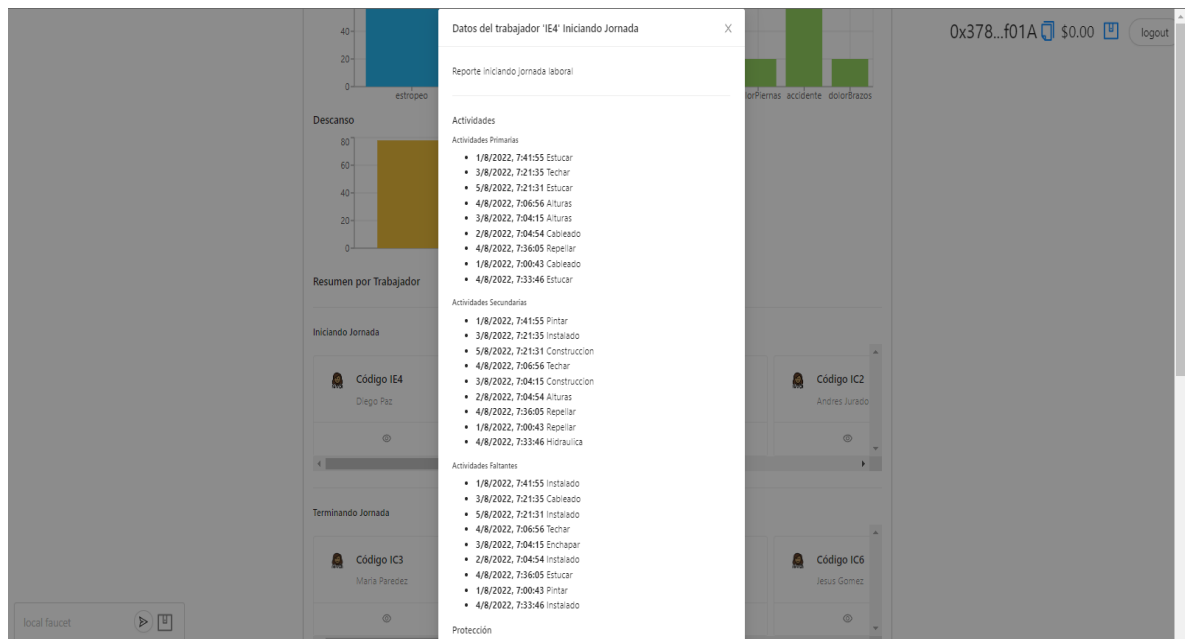 Datos del trabajador 'IE4' Iniciando Jornada
X
Reporte iniciando jornada laboral
Actividades
Actividades Primarias
1/8/2022, 7:41:55 Estucar
3/8/2022, 7:21:35 Techar
5/8/2022, 7:21:31 Estucar
4/8/2022, 7:06:56 Alturas
3/8/2022, 7:04:15 Alturas
2/8/2022, 7:04:54 Cableado
4/8/2022, 7:36:05 Repellar
1/8/2022, 7:00:43 Cableado
4/8/2022, 7:33:46 Estucar
Actividades Secundarias
1/8/2022, 7:41:55 Pintar
3/8/2022, 7:21:35 Instalado
5/8/2022, 7:21:31 Construccion
4/8/2022, 7:06:56 Techar
3/8/2022, 7:04:15 Construccion
2/8/2022, 7:04:54 Alturas
4/8/2022, 7:36:05 Repellar
1/8/2022, 7:00:43 Repellar
4/8/2022, 7:33:46 Hidraulica
Actividades Faltantes
1/8/2022, 7:41:55 Instalado
3/8/2022, 7:21:35 Cableado
5/8/2022, 7:21:31 Instalado
4/8/2022, 7:06:56 Techar
3/8/2022, 7:04:15 Enchapar
2/8/2022, 7:04:54 Instalado
4/8/2022, 7:36:05 Estucar
1/8/2022, 7:00:43 Pintar
4/8/2022, 7:33:46 Instalado
Protección
40
20
0
estropeo
lorPiernas accidente dolorBrazos
Descanso
80
60
40
20
0
Resumen por Trabajador
Iniciando Jornada
Código IE4
Diego Paz
Código IC2
Andres Jurado
Terminando Jornada
Código IC3
Maria Paredez
Código IC6
Jesus Gomez
0x378...f01A $0.00 logout
local faucet